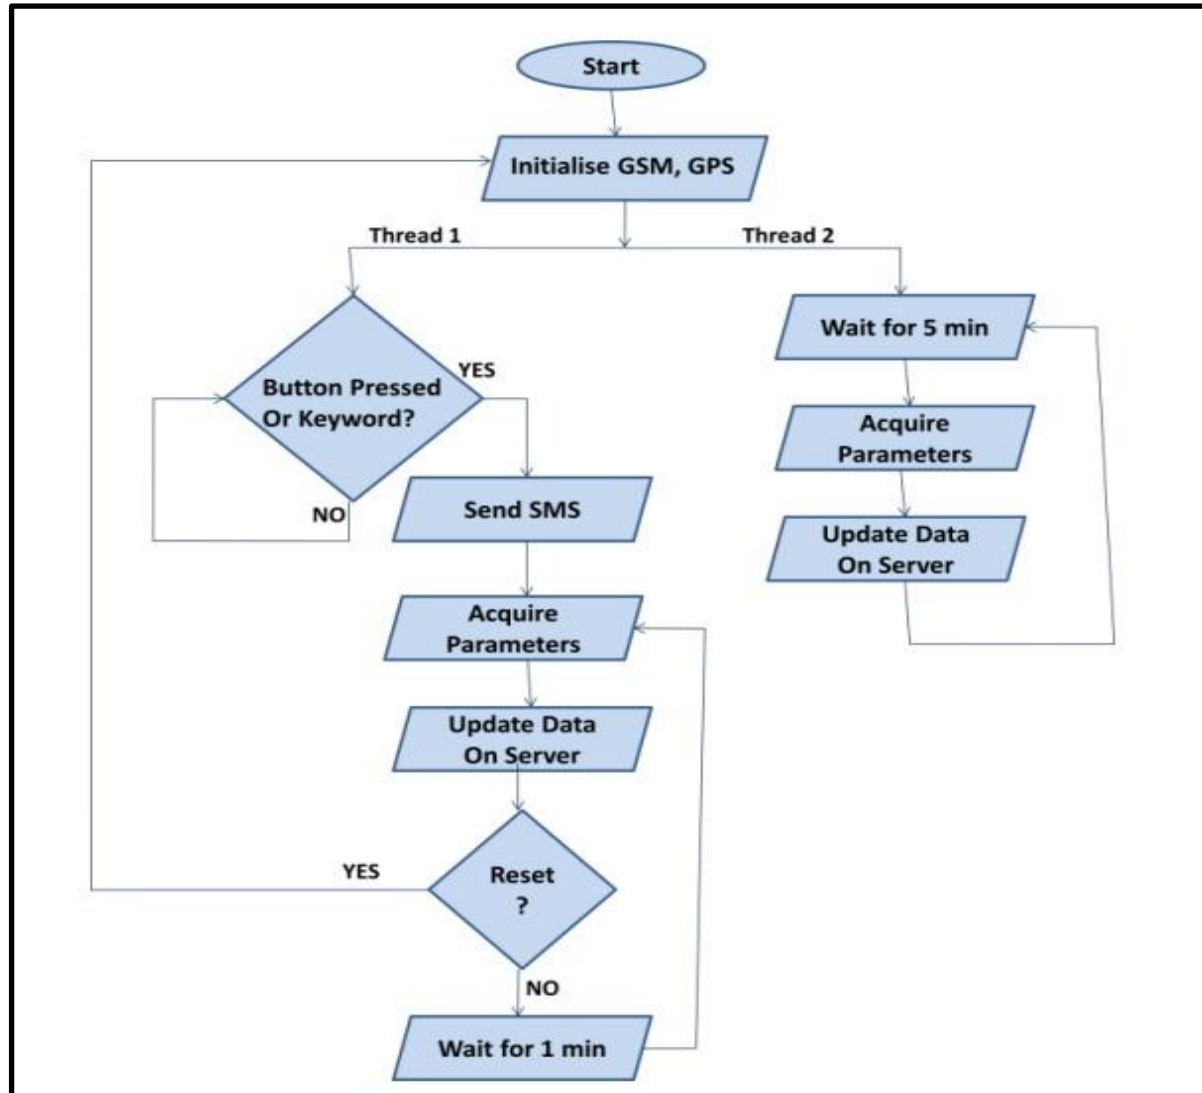 Start
Initialise GSM, GPS
Thread 1
Thread 2
Button Pressed
Or Keyword?
YES
NO
Send SMS
Acquire
Parameters
Update Data
On Server
Reset
?
YES
NO
Wait for 1 min
Wait for 5 min
Acquire
Parameters
Update Data
On Server